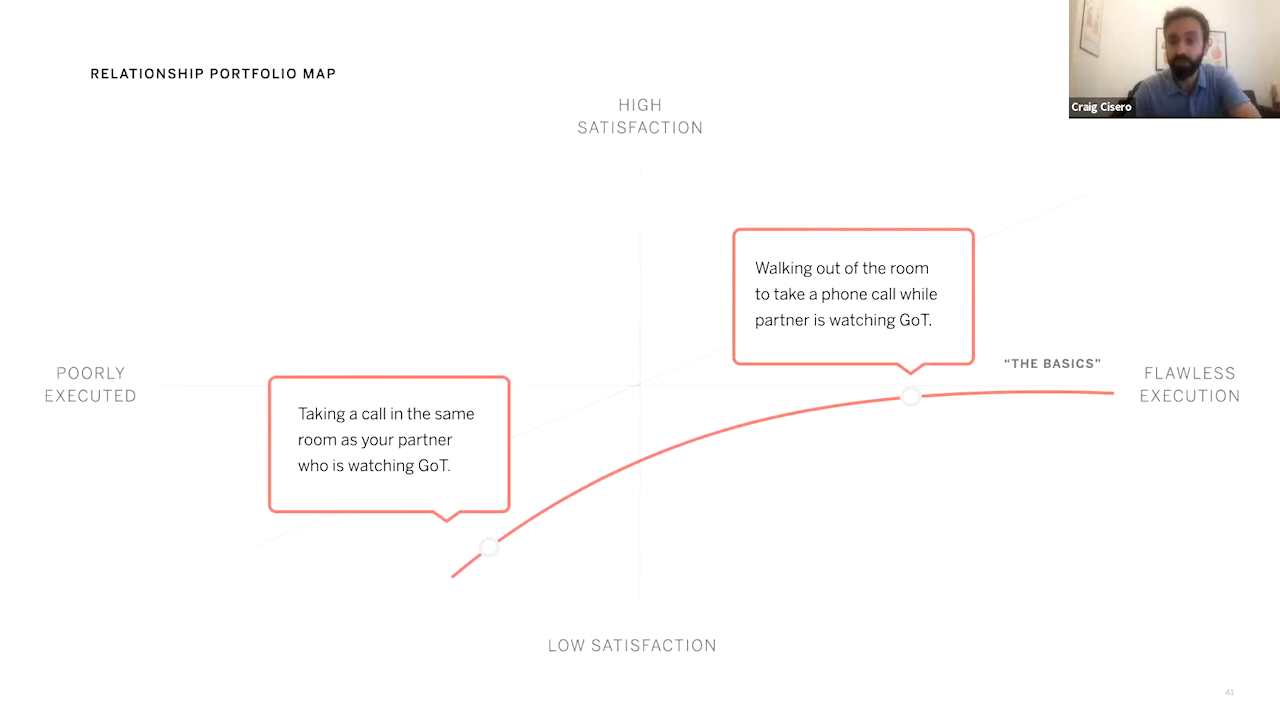 RELATIONSHIP PORTFOLIO MAP
Craig Cisero
HIGH
SATISFACTION
Walking out of the room
to take a phone call while
partner is watching GoT.
“THE BASICS”
POORLY
EXECUTED
FLAWLESS
EXECUTION
Taking a call in the same
room as your partner
who is watching GoT.
LOW SATISFACTION
41